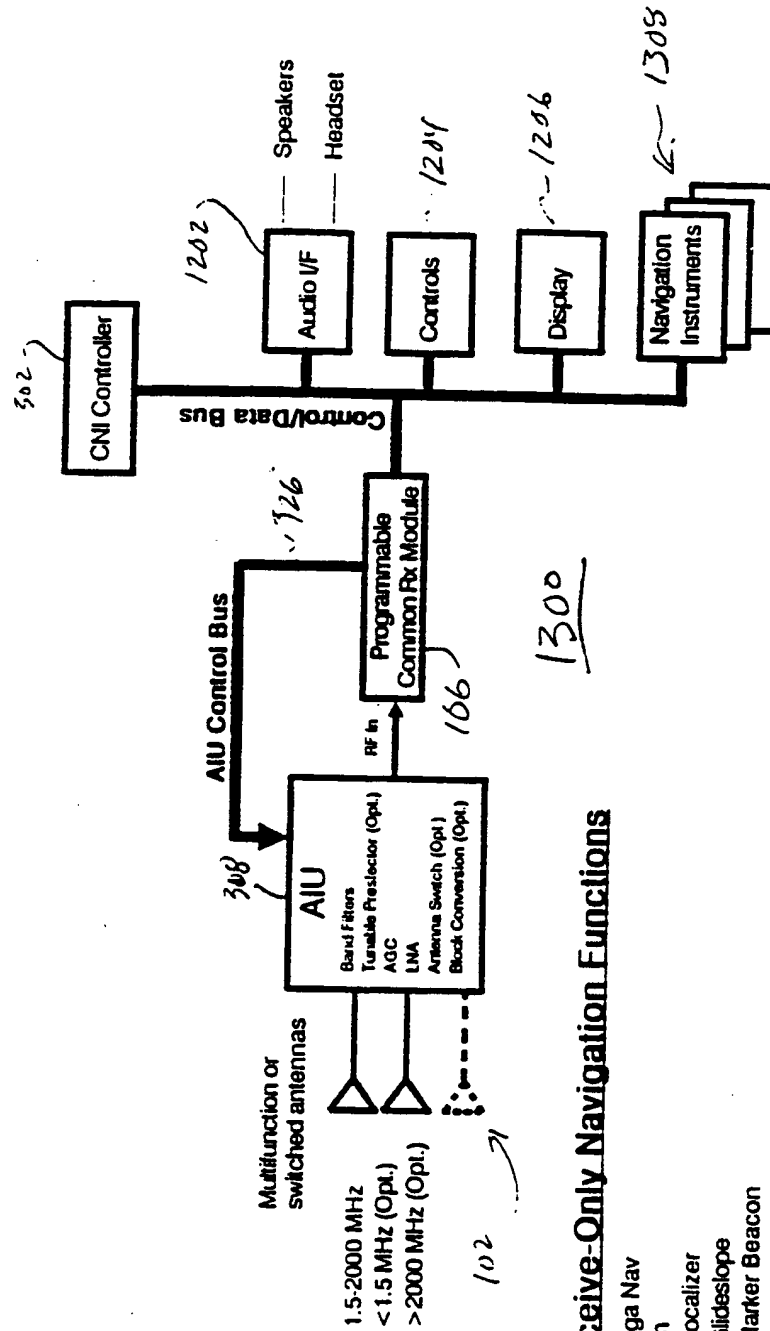 302
CNI Controller
1202
Audio I/F
Speakers
Headset
Controls
1204
Display
1206
Navigation
Instruments
1308
Control/Data Bus
AIU Control Bus
326
Programmable
Common Rx Module
106
RF In
308
AIU
Band Filters
Tunable Preslector (Opt.)
AGC
LNA
Antenna Switch (Opt)
Block Conversion (Opt.)
Multifunction or
switched antennas
1.5-2000 MHz
<1.5 MHz (Opt.)
>2000 MHz (Opt.)
102
1300
ceive-Only Navigation Functions
ga Nav
n
ocalizer
lideslope
larker Beacon